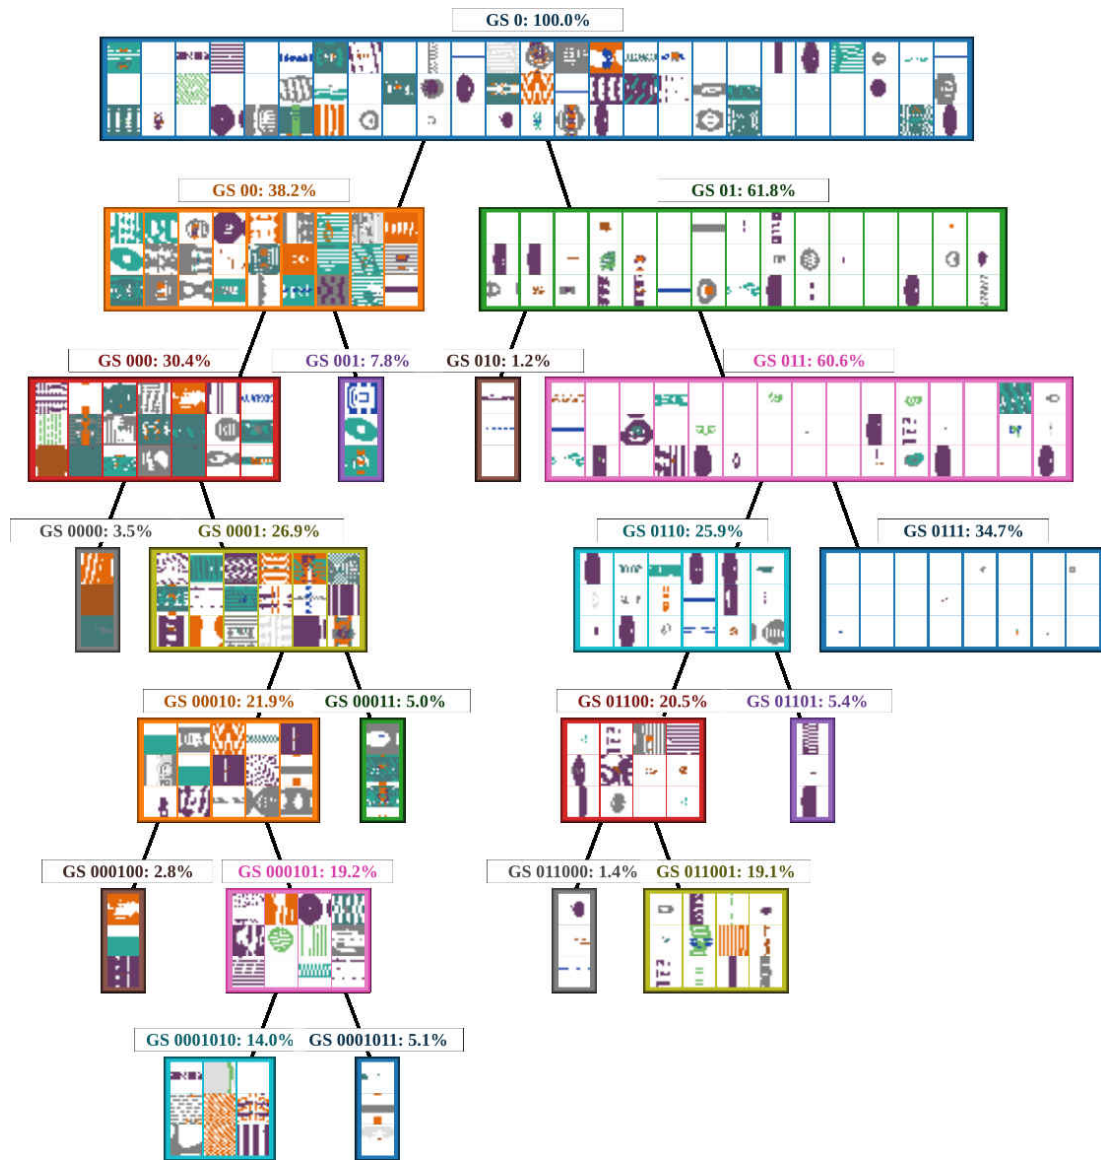 GS 0: 100.0%
GS 00: 38.2%
GS 01: 61.8%
GS 000: 30.4%
GS 001: 7.8%
GS 010: 1.2%
GS 011: 60.6%
GS 0000: 3.5%
GS 0001: 26.9%
GS 0110: 25.9%
GS 0111: 34.7%
GS 00010: 21.9%
GS 00011: 5.0%
GS 01100: 20.5%
GS 01101: 5.4%
GS 000100: 2.8%
GS 000101: 19.2%
GS 011000: 1.4%
GS 011001: 19.1%
GS 0001010: 14.0%
GS 0001011: 5.1%